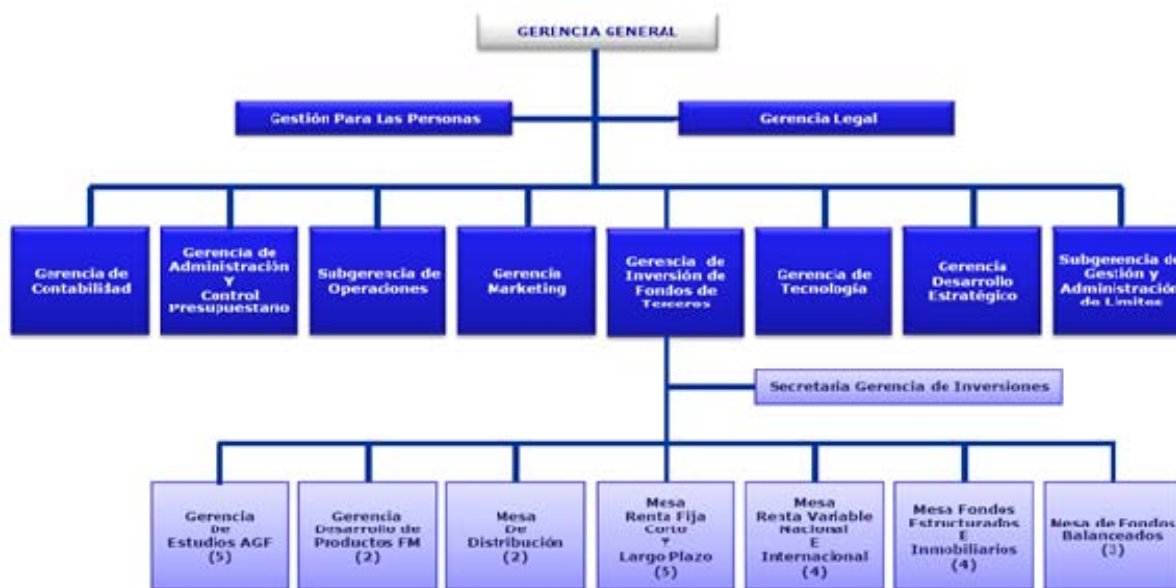 GERENCIA GENERAL
Gestión Para Las Personas
Gerencia Legal
Gerencia de
Contabilidad
Gerencia de
Administración
Y
Control
Presupuestario
Subgerencia de
Operaciones
Gerencia
Marketing
Gerencia de
Inversión de
Fondos de
Terceros
Gerencia de
Tecnología
Gerencia
Desarrollo
Estratégico
Subgerencia de
Gestión y
Administración
de Limites
Secretaria Gerencia de Inversiones
Gerencia
De
Estudios AGF
(5)
Gerencia
Desarrollo de
Productos FM
(2)
Mesa
De
Distribución
(2)
Mesa
Renta Fija
Corto
Y
Largo Plazo
(5)
Mesa
Renta Variable
Nacional
E
Internacional
(4)
Mesa Fondos
Estructurados
E
Inmobiliarios
(4)
Mesa de Fondos
Balanceados
(3)